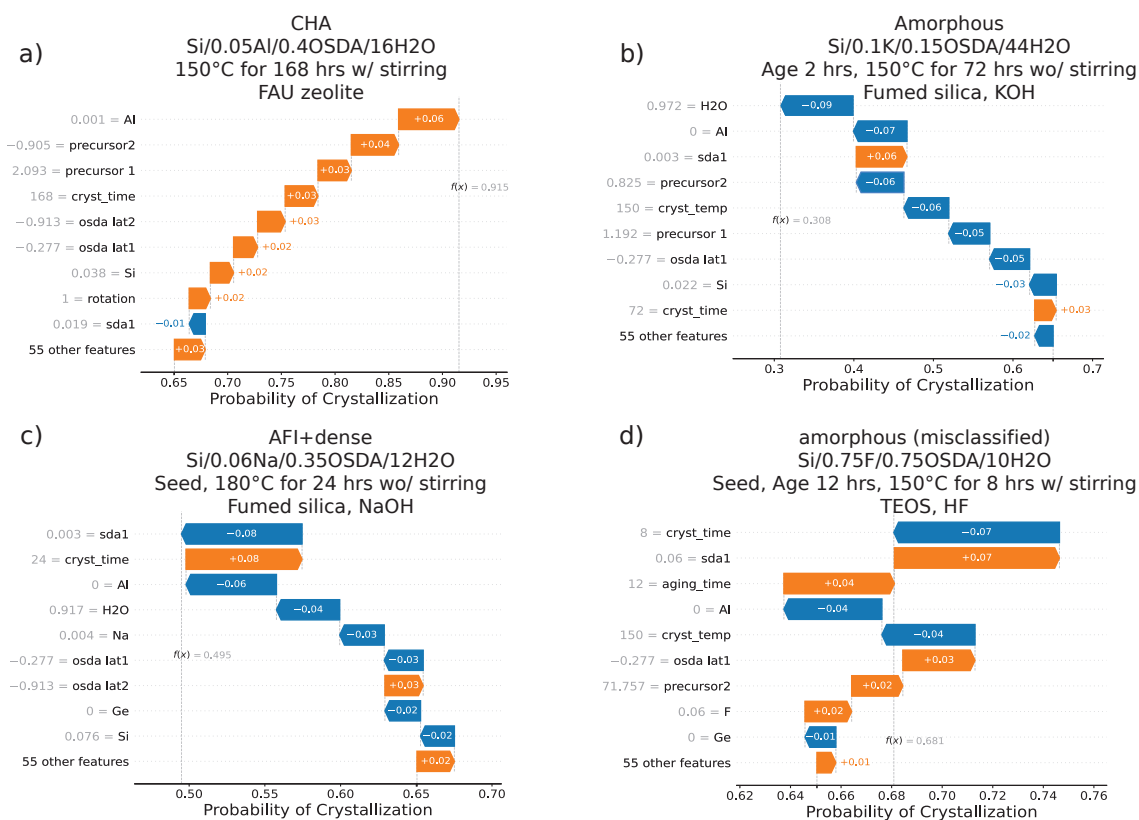 a)
CHA
Si/0.05Al/0.4OSDA/16H2O
150°C for 168 hrs w/ stirring
FAU zeolite
0.001 = Al
+0.06
−0.905 = precursor2
+0.04
2.093 = precursor 1
+0.03
168 = cryst_time
+0.03
−0.913 = osda lat2
+0.03
−0.277 = osda lat1
+0.02
0.038 = Si
+0.02
1 = rotation
+0.02
0.019 = sda1
−0.01
55 other features
+0.03
f(x) = 0.915
0.65 0.70 0.75 0.80 0.85 0.90 0.95
Probability of Crystallization
b)
Amorphous
Si/0.1K/0.15OSDA/44H2O
Age 2 hrs, 150°C for 72 hrs wo/ stirring
Fumed silica, KOH
0.972 = H2O
−0.09
0 = Al
−0.07
0.003 = sda1
+0.06
0.825 = precursor2
−0.06
150 = cryst_temp
−0.06
1.192 = precursor 1
−0.05
−0.277 = osda lat1
−0.05
0.022 = Si
−0.03
72 = cryst_time
+0.03
55 other features
−0.02
f(x) = 0.308
0.3 0.4 0.5 0.6 0.7
Probability of Crystallization
c)
AFI+dense
Si/0.06Na/0.35OSDA/12H2O
Seed, 180°C for 24 hrs wo/ stirring
Fumed silica, NaOH
0.003 = sda1
−0.08
24 = cryst_time
+0.08
0 = Al
−0.06
0.917 = H2O
−0.04
0.004 = Na
−0.03
−0.277 = osda lat1
−0.03
−0.913 = osda lat2
+0.03
0 = Ge
−0.02
0.076 = Si
−0.02
55 other features
+0.02
f(x) = 0.495
0.50 0.55 0.60 0.65 0.70
Probability of Crystallization
d)
amorphous (misclassified)
Si/0.75F/0.75OSDA/10H2O
Seed, Age 12 hrs, 150°C for 8 hrs w/ stirring
TEOS, HF
8 = cryst_time
−0.07
0.06 = sda1
+0.07
12 = aging_time
+0.04
0 = Al
−0.04
150 = cryst_temp
−0.04
−0.277 = osda lat1
+0.03
71.757 = precursor2
+0.02
0.06 = F
+0.02
0 = Ge
−0.01
55 other features
+0.01
f(x) = 0.681
0.62 0.64 0.66 0.68 0.70 0.72 0.74 0.76
Probability of Crystallization